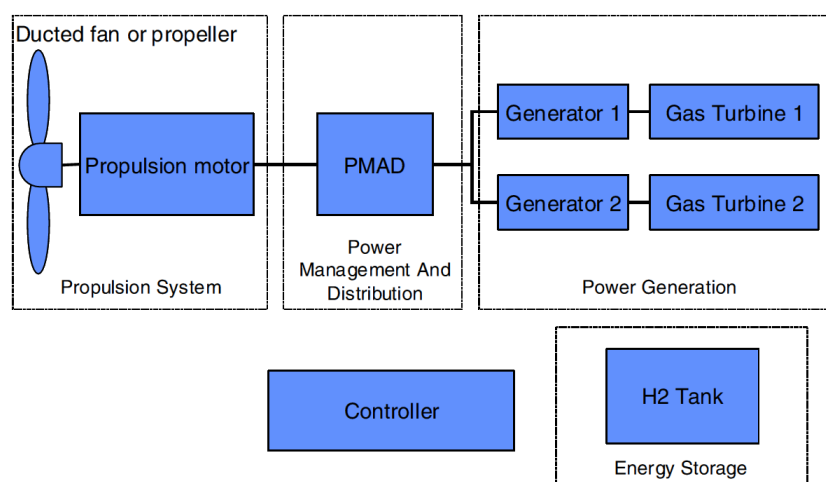 Ducted fan or propeller
Propulsion motor
Propulsion System
PMAD
Power
Management And
Distribution
Generator 1
Gas Turbine 1
Generator 2
Gas Turbine 2
Power Generation
Controller
H2 Tank
Energy Storage